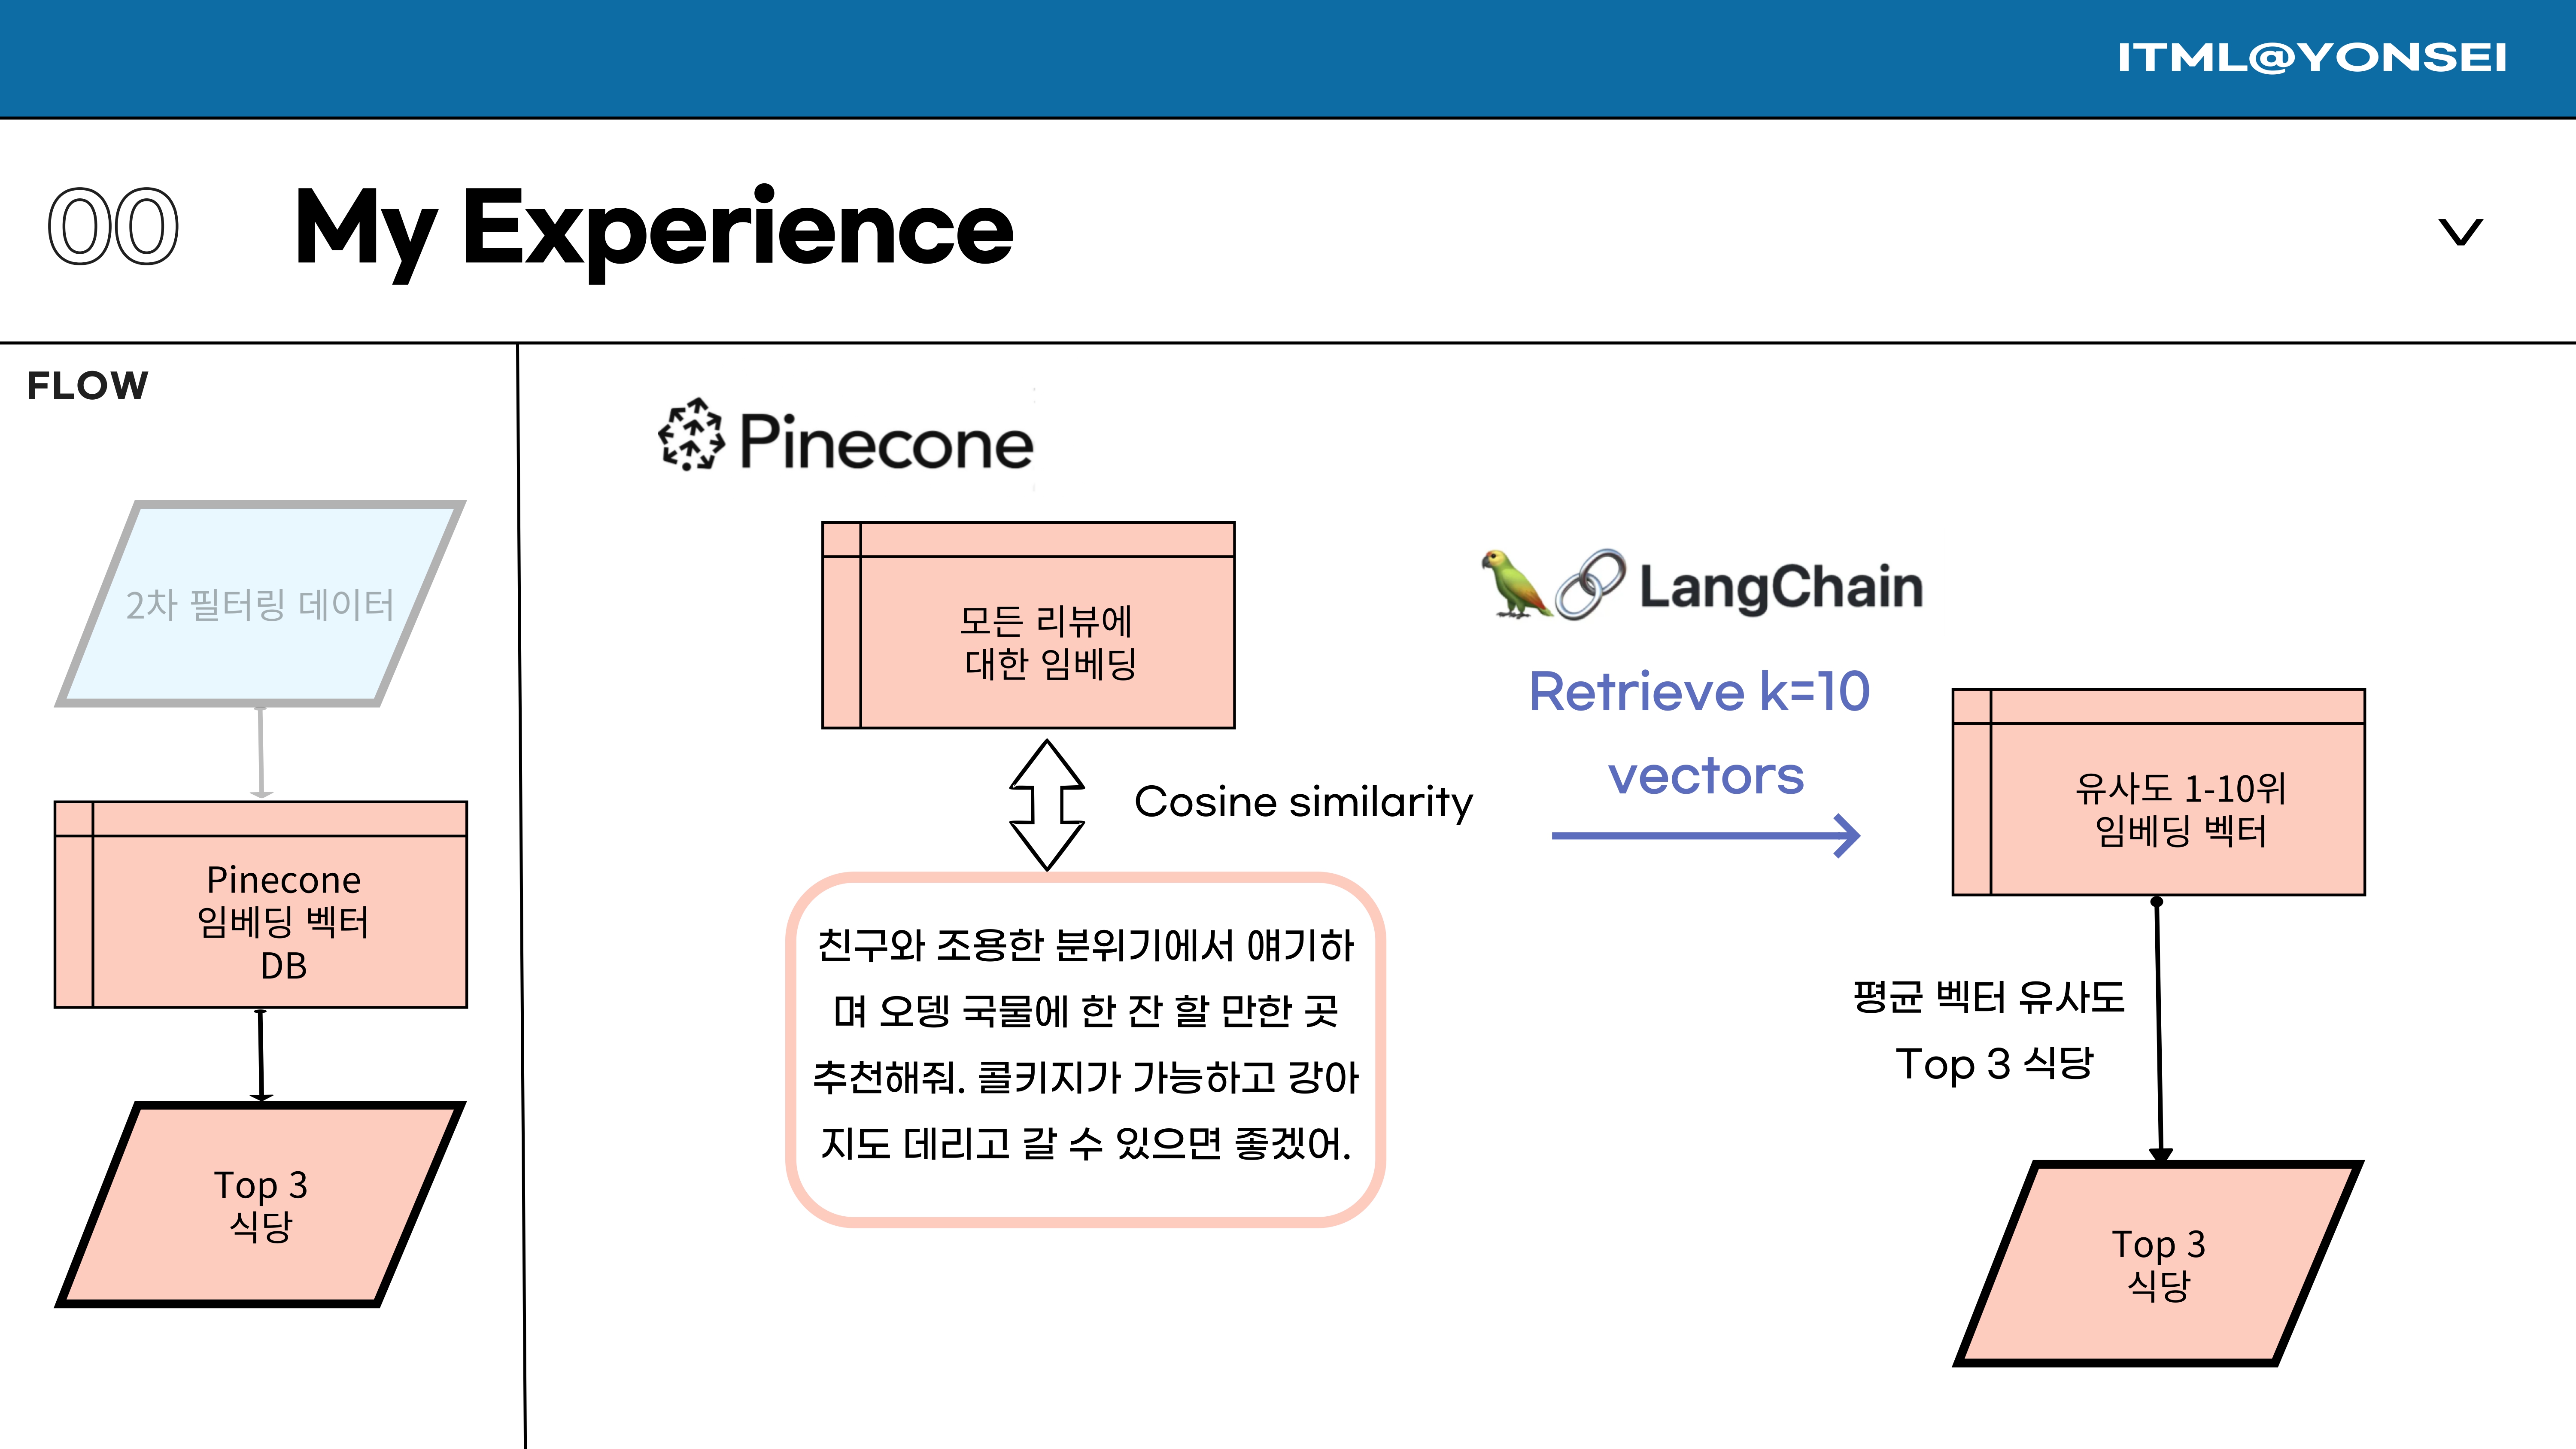 ITML@YONSEI
00
My Experience
FLOW
2차 필터링 데이터
Pinecone
임베딩 벡터
DB
Top 3
식당
Pinecone
모든 리뷰에
대한 임베딩
Cosine similarity
친구와 조용한 분위기에서 얘기하
며 오뎅 국물에 한 잔 할 만한 곳
추천해줘. 콜키지가 가능하고 강아
지도 데리고 갈 수 있으면 좋겠어.
LangChain
Retrieve k=10
vectors
유사도 1-10위
임베딩 벡터
평균 벡터 유사도
Top 3 식당
Top 3
식당